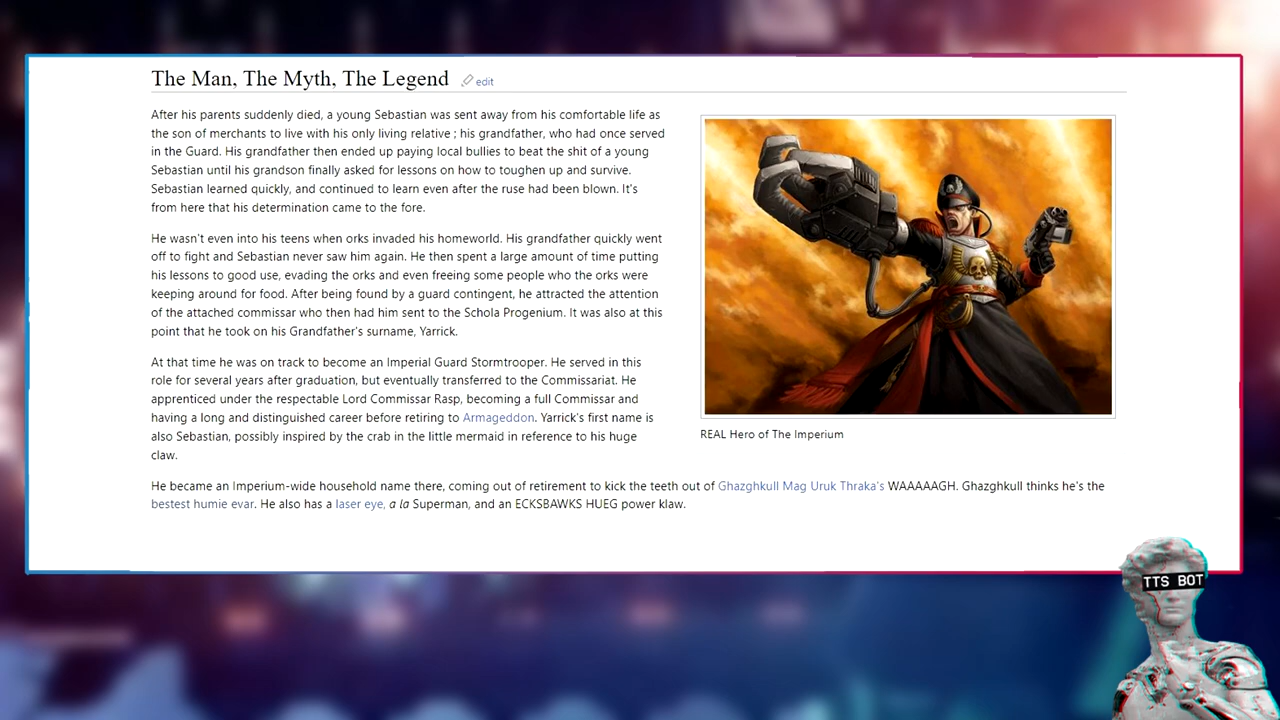 The Man, The Myth, The Legend edit
After his parents suddenly died, a young Sebastian was sent away from his comfortable life as
the son of merchants to live with his only living relative ; his grandfather, who had once served
in the Guard. His grandfather then ended up paying local bullies to beat the shit of a young
Sebastian until his grandson finally asked for lessons on how to toughen up and survive.
Sebastian learned quickly, and continued to learn even after the ruse had been blown. It's
from here that his determination came to the fore.
He wasn't even into his teens when orks invaded his homeworld. His grandfather quickly went
off to fight and Sebastian never saw him again. He then spent a large amount of time putting
his lessons to good use, evading the orks and even freeing some people who the orks were
keeping around for food. After being found by a guard contingent, he attracted the attention
of the attached commissar who then had him sent to the Schola Progenium. It was also at this
point that he took on his Grandfather's surname, Yarrick.
At that time he was on track to become an Imperial Guard Stormtrooper. He served in this
role for several years after graduation, but eventually transferred to the Commissariat. He
apprenticed under the respectable Lord Commissar Rasp, becoming a full Commissar and
having a long and distinguished career before retiring to Armageddon. Yarrick's first name is
also Sebastian, possibly inspired by the crab in the little mermaid in reference to his huge
claw.
REAL Hero of The Imperium
He became an Imperium-wide household name there, coming out of retirement to kick the teeth out of Ghazghkull Mag Uruk Thraka's WAAAAAGH. Ghazghkull thinks he's the
bestest humie evar. He also has a laser eye, a la Superman, and an ECKSBAWKS HUEG power klaw.
TTS BOT